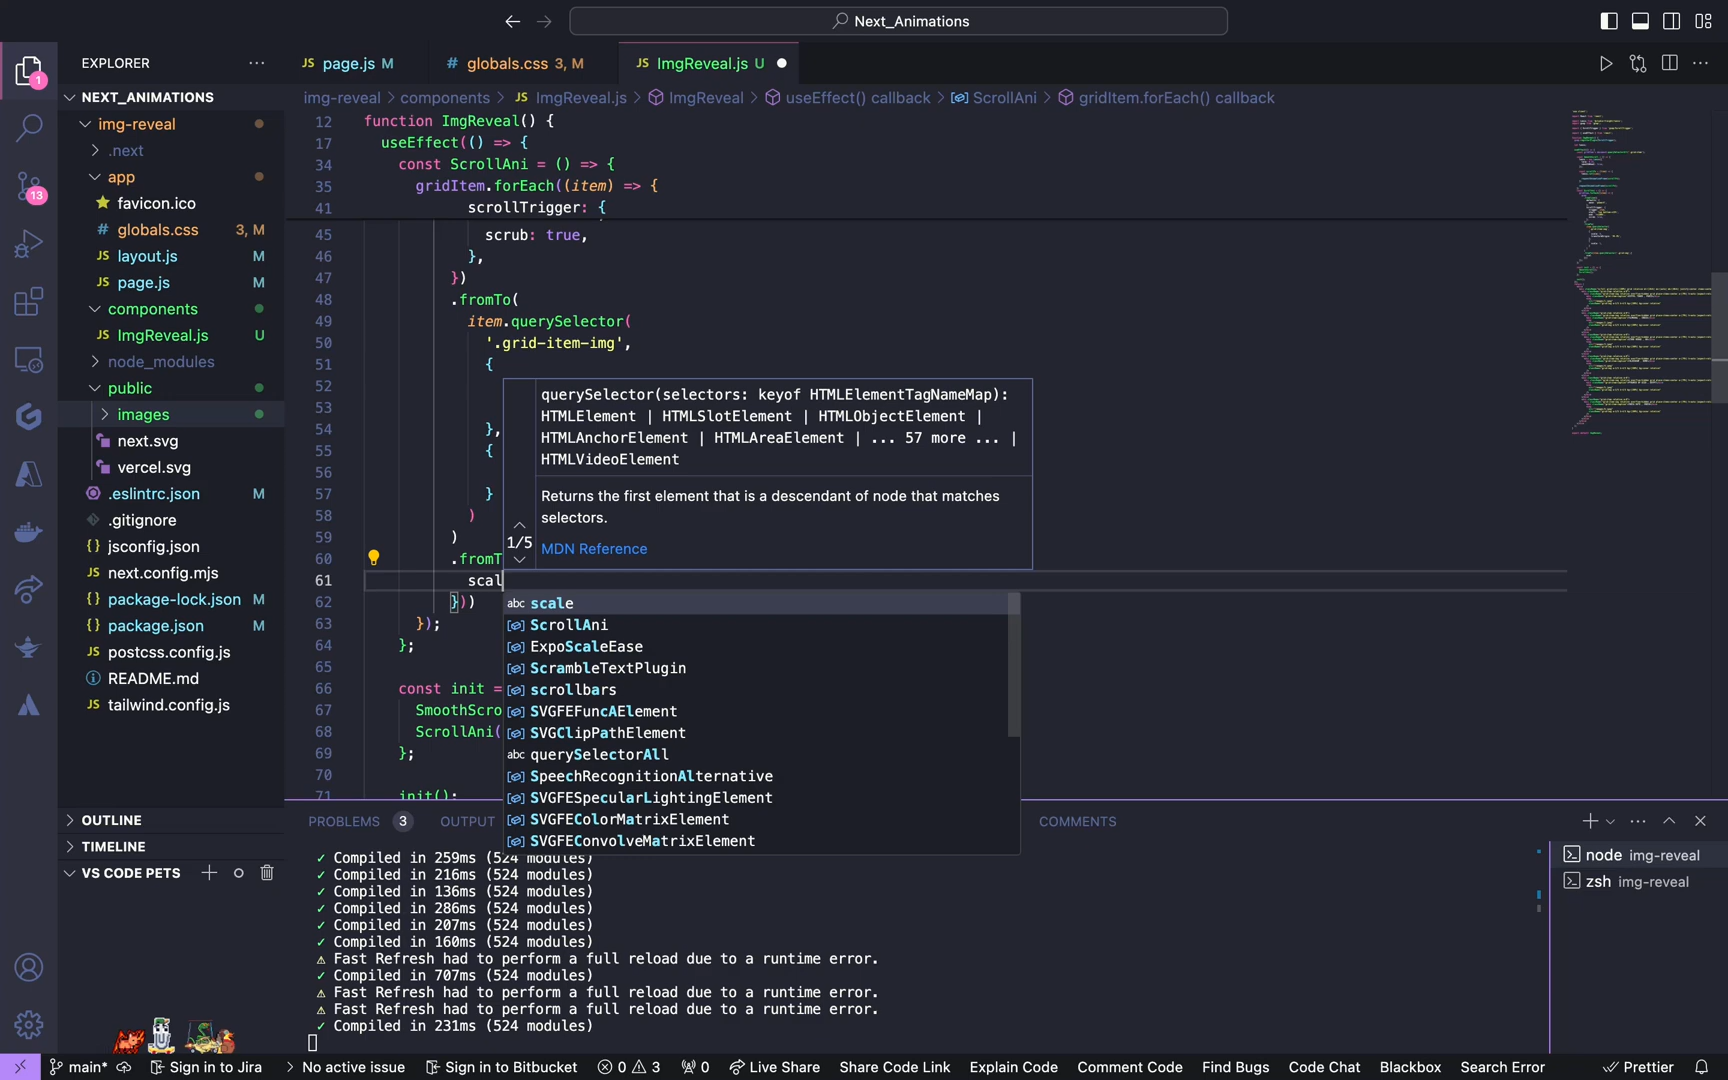 Next_Animations
EXPLORER
page.js M
# globals.css 3, M
JS ImgReveal.js U
img-reveal > components > JS ImgReveal.js > ImgReveal > useEffect() callback > ScrollAni > gridItem.forEach() callback
1
13
NEXT_ANIMATIONS
img-reveal
.next
app
favicon.ico
# globals.css 3, M
JS layout.js M
JS page.js M
components
JS ImgReveal.js U
node_modules
public
images
next.svg
vercel.svg
.eslintrc.json M
.gitignore
{} jsconfig.json
JS next.config.mjs
{} package-lock.json M
{} package.json M
JS postcss.config.js
README.md
JS tailwind.config.js
OUTLINE
TIMELINE
VS CODE PETS
12 function ImgReveal() {
17 useEffect(() => {
34 const ScrollAni = () => {
35 gridItem.forEach((item) => {
41 scrollTrigger: {
45 scrub: true,
46 },
47 })
48 .fromTo(
49 item.querySelector(
50 '.grid-item-img',
51 {
52
53
54 },
55 {
56
57 }
58 )
59 )
60 .fromT
61 scal
62 }))
63 });
64 };
65
66 const init =
67 SmoothScro
68 ScrollAni(
69 };
70
71 init();
querySelector(selectors: keyof HTMLElementTagNameMap):
HTMLElement | HTMLSlotElement | HTMLObjectElement |
HTMLAnchorElement | HTMLAreaElement | ... 57 more ... |
HTMLVideoElement
Returns the first element that is a descendant of node that matches
selectors.
1/5 MDN Reference
abc scale
ScrollAni
ExpoScaleEase
ScrambleTextPlugin
scrollbars
SVGFEFuncAElement
SVGClipPathElement
abc querySelectorAll
SpeechRecognitionAlternative
SVGFESpecularLightingElement
SVGFEColorMatrixElement
SVGFEConvolveMatrixElement
PROBLEMS 3 OUTPUT COMMENTS
✓ Compiled in 259ms (524 modules)
✓ Compiled in 216ms (524 modules)
✓ Compiled in 136ms (524 modules)
✓ Compiled in 286ms (524 modules)
✓ Compiled in 207ms (524 modules)
✓ Compiled in 160ms (524 modules)
⚠ Fast Refresh had to perform a full reload due to a runtime error.
✓ Compiled in 707ms (524 modules)
⚠ Fast Refresh had to perform a full reload due to a runtime error.
⚠ Fast Refresh had to perform a full reload due to a runtime error.
✓ Compiled in 231ms (524 modules)
node img-reveal
zsh img-reveal
main* Sign in to Jira > No active issue Sign in to Bitbucket 0 3 0 Live Share Share Code Link Explain Code Comment Code Find Bugs Code Chat Blackbox Search Error Prettier